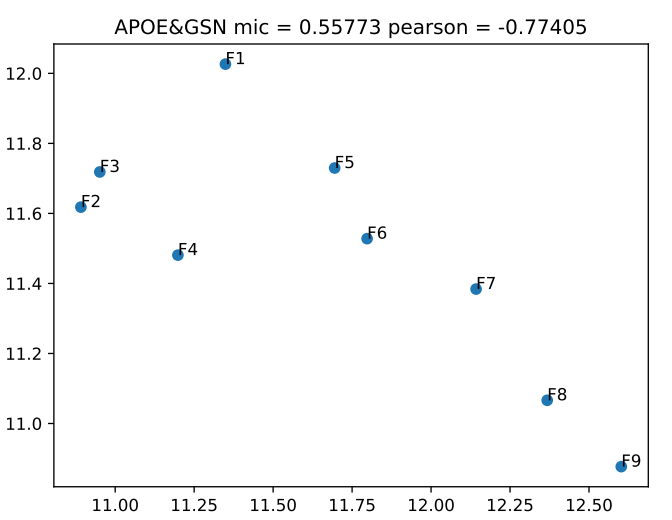 APOE&GSN mic = 0.55773 pearson = -0.77405
12.0
11.8
11.6
11.4
11.2
11.0
F1
F3
F5
F2
F6
F4
F7
F8
F9
11.00 11.25 11.50 11.75 12.00 12.25 12.50